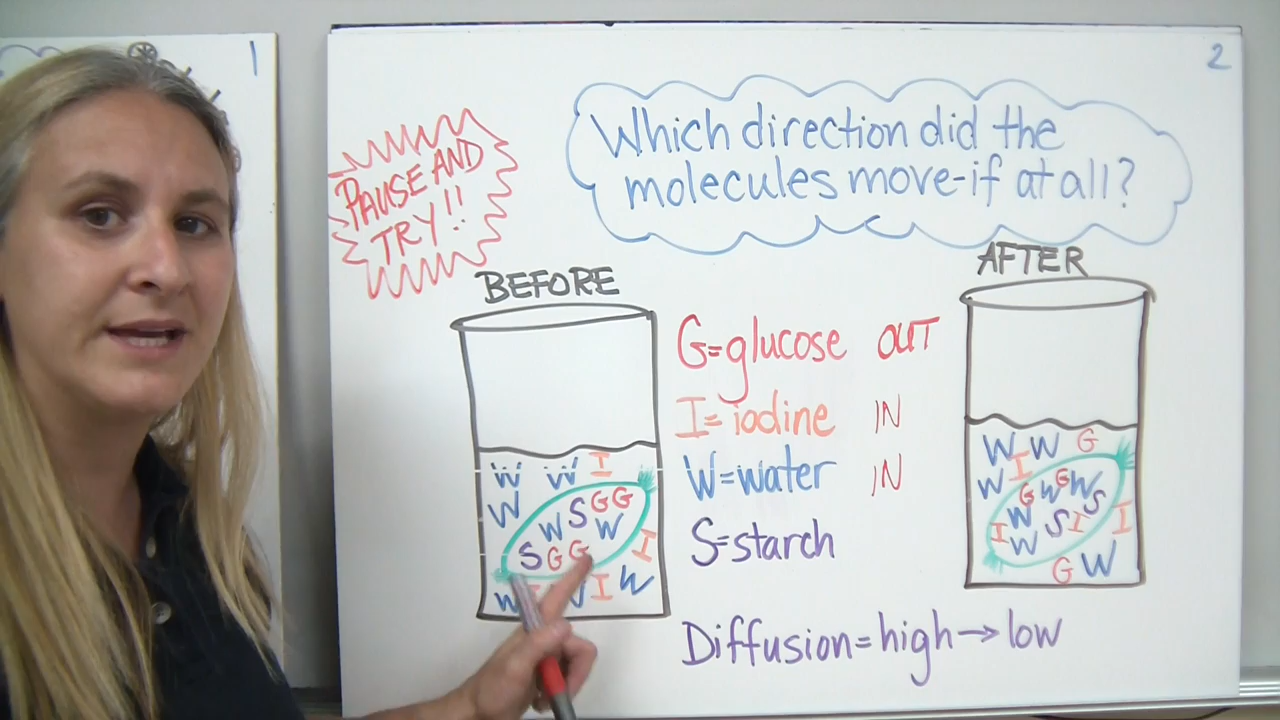 1
2
PAUSE AND
TRY!!
Which direction did the
molecules move-if at all?
BEFORE
AFTER
G=glucose OUT
I=iodine IN
W=water IN
S=starch
Diffusion=high→low
W W I
W S G G
W W
S G G I
W I W I W
W W G
W I G W G W S
W S I I
I W
G W